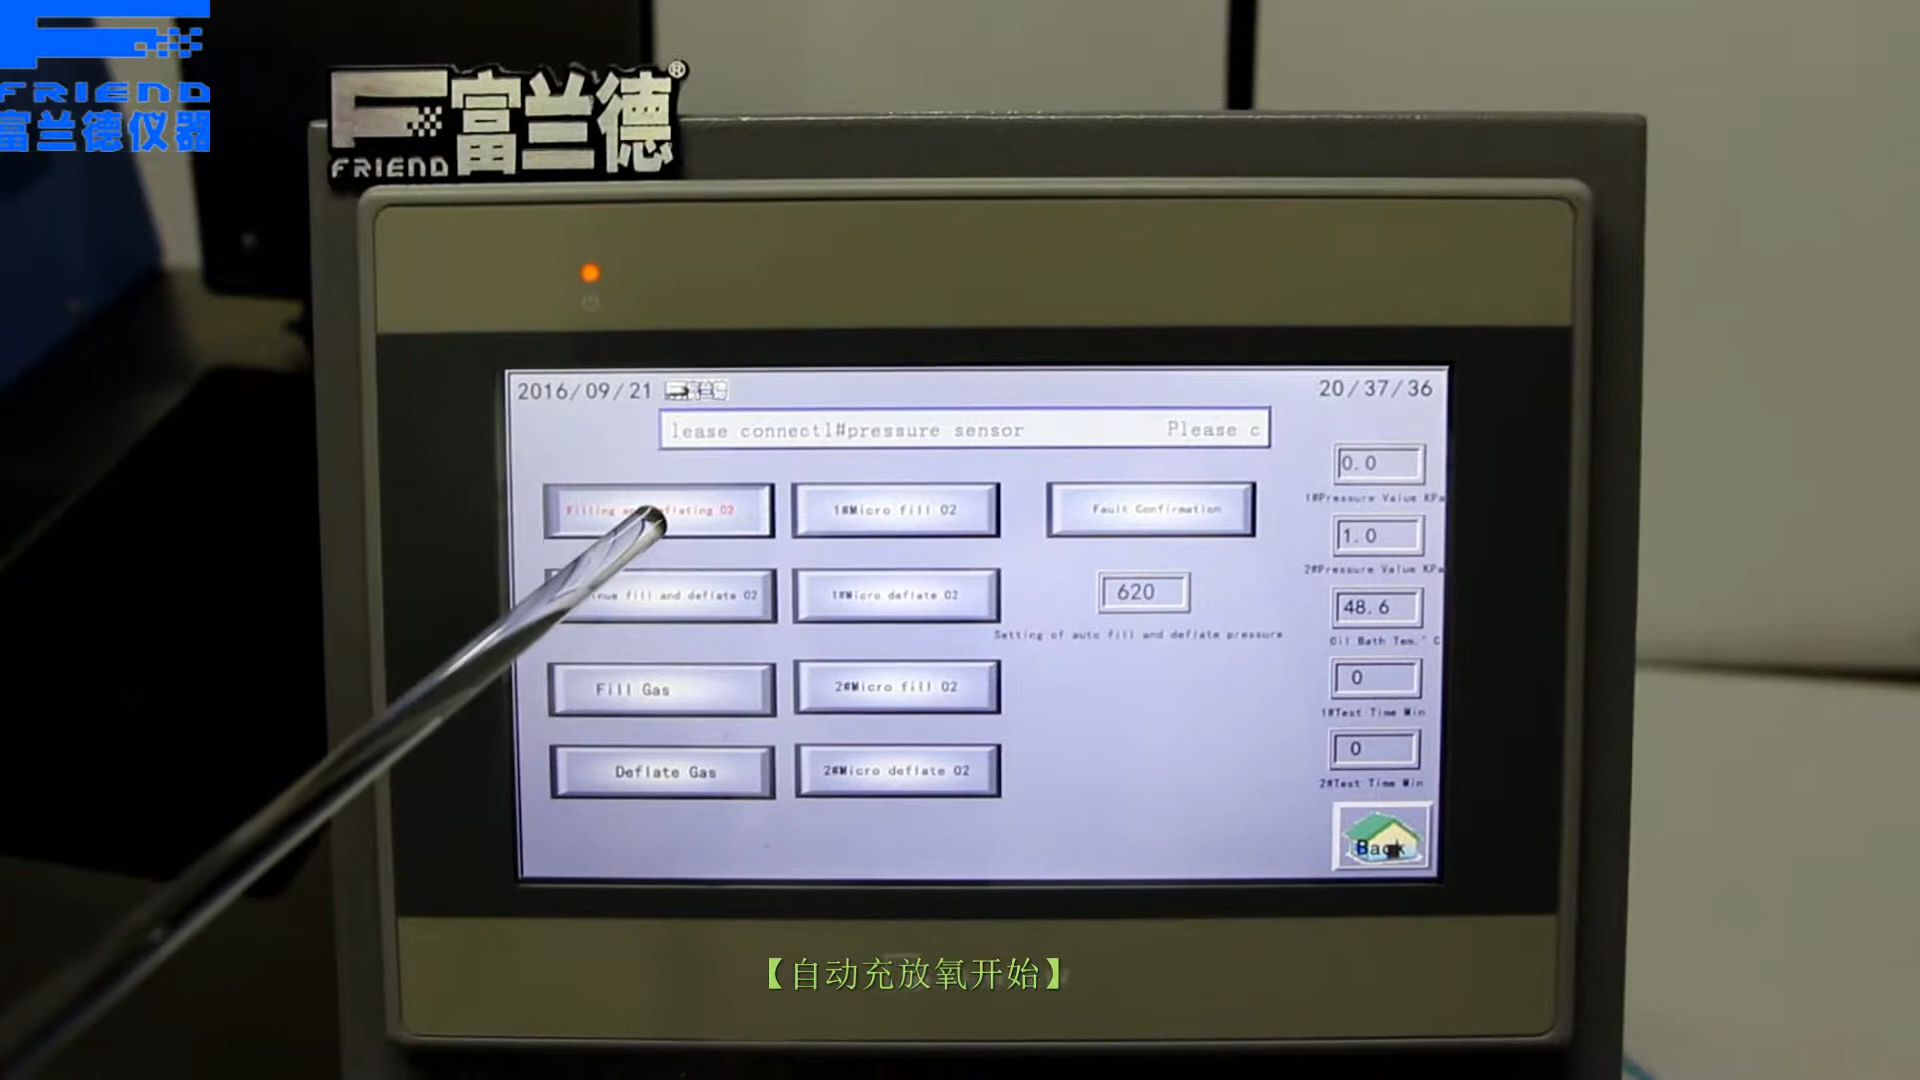 FRIEND
富兰德仪器
富兰德®
FRIEND
2016/09/21
20/37/36
lease connect1#pressure sensor Please c
Filling and deflating O2
1#Micro fill O2
Fault Confirmation
0.0
1#Pressure Value KPa
1.0
2#Pressure Value KPa
nue fill and deflate O2
1#Micro deflate O2
620
Setting of auto fill and deflate pressure
48.6
Oil Bath Tem.°C
Fill Gas
2#Micro fill O2
0
1#Test Time Min
Deflate Gas
2#Micro deflate O2
0
2#Test Time Min
Back
【自动充放氧开始】